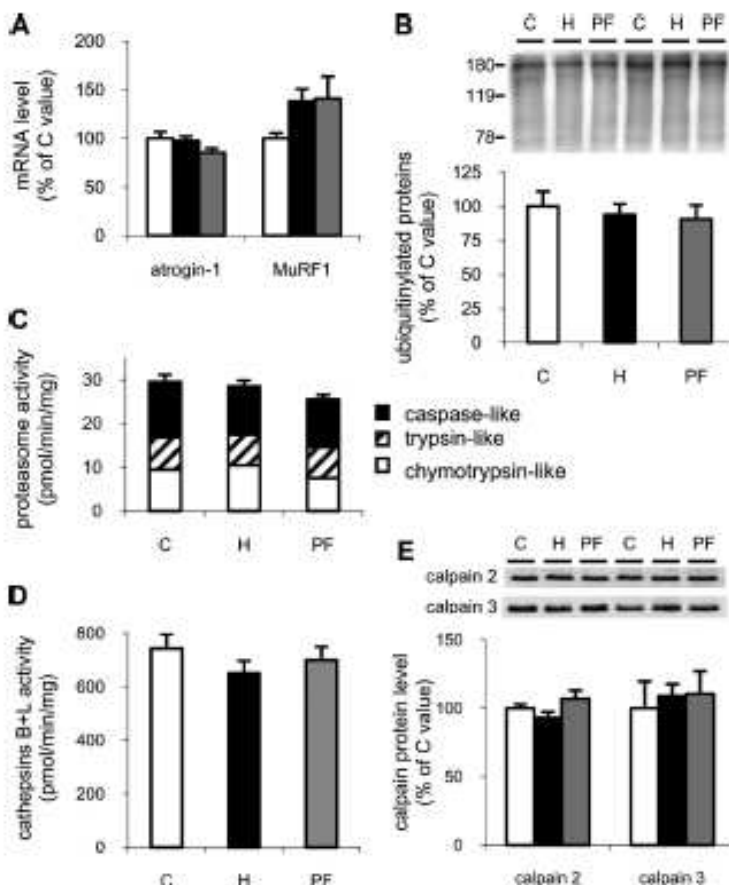 A
200
150
100
50
0
mRNA level
(% of C value)
atrogin-1 MuRF1
B
C H PF C H PF
180
119
78
125
100
75
50
25
0
ubiquitinylated proteins
(% of C value)
C H PF
C
30
20
10
0
proteasome activity
(pmol/min/mg)
C H PF
caspase-like
trypsin-like
chymotrypsin-like
D
800
600
400
200
0
cathepsins B+L activity
(pmol/min/mg)
C H PF
E
C H PF C H PF
calpain 2
calpain 3
150
100
50
0
calpain protein level
(% of C value)
calpain 2 calpain 3